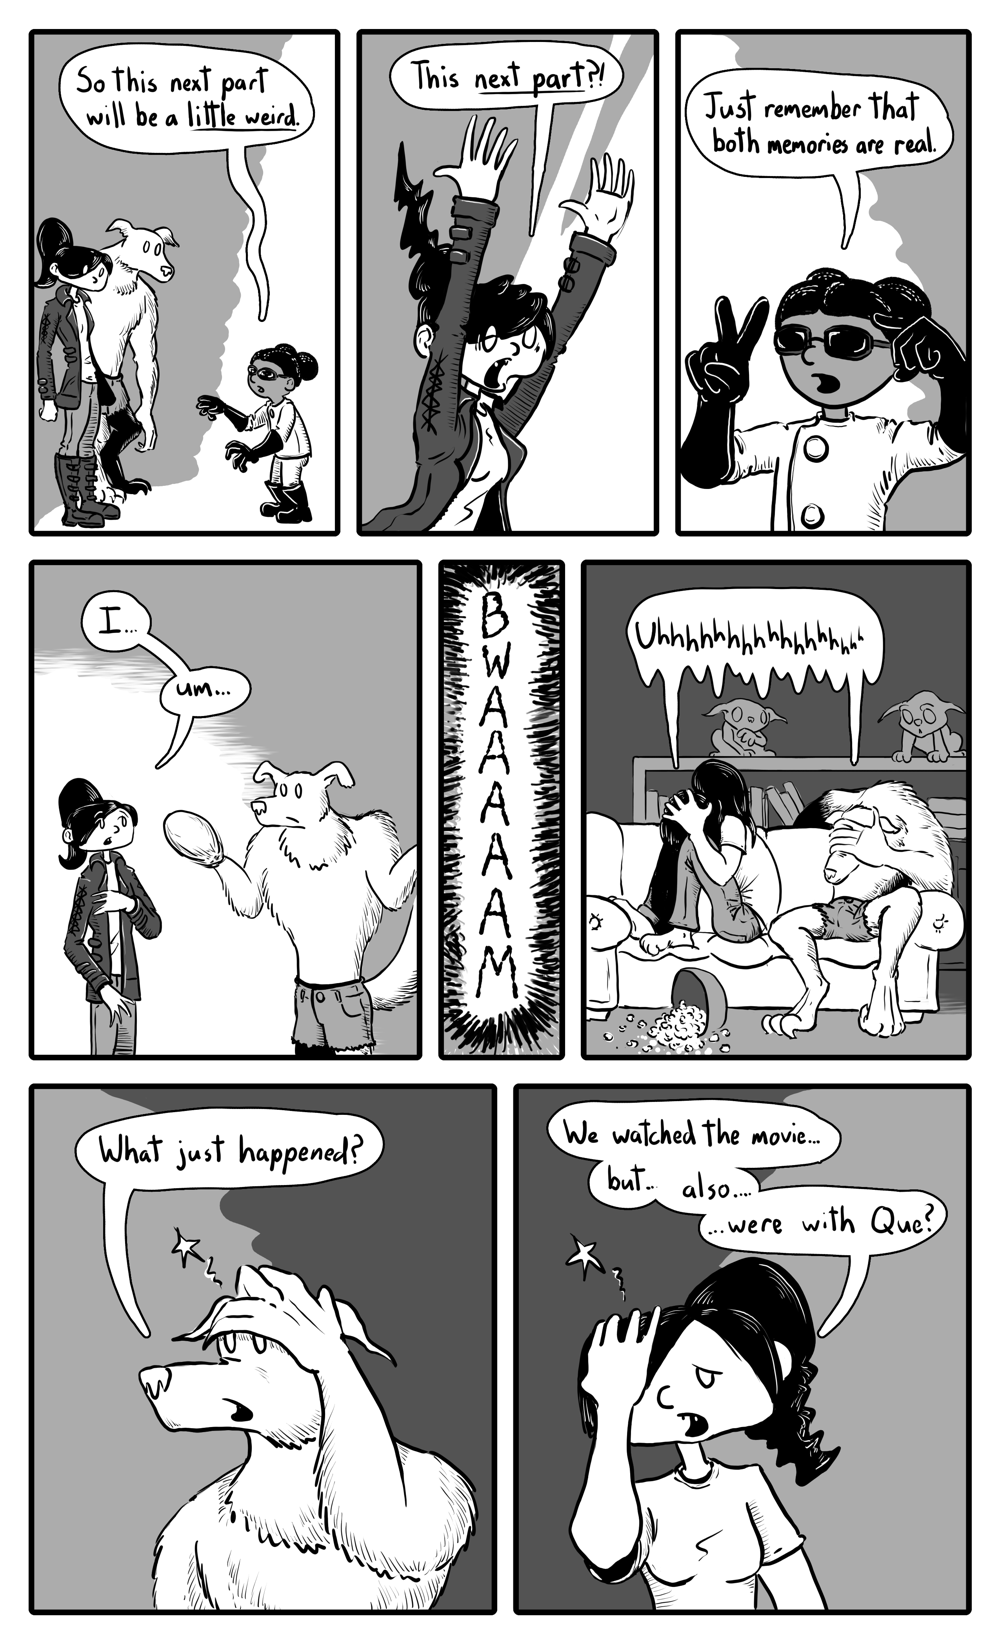 So this next part
will be a little weird.
This next part?!
Just remember that
both memories are real.
I...
um...
BWAAAAAAM
Uhhhhhhhhhhhhhhhh
What just happened?
We watched the movie...
but... also....
...were with Que?